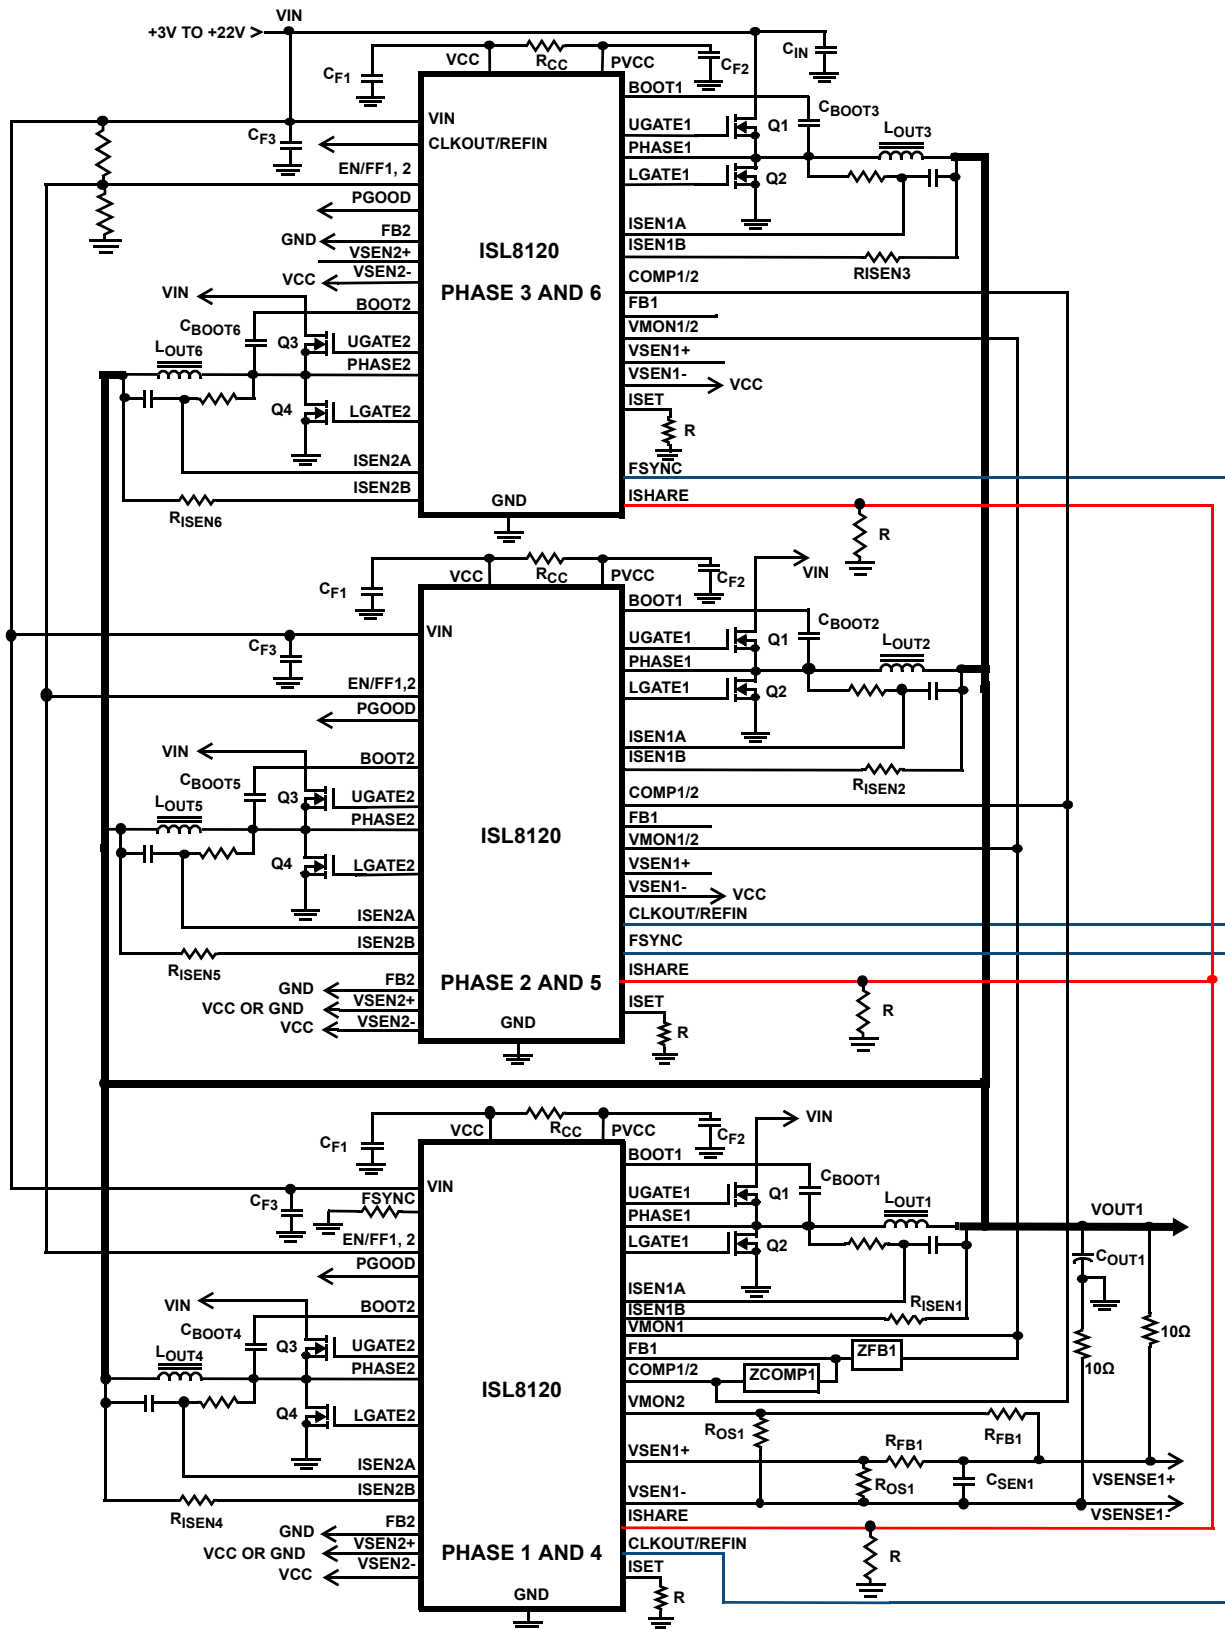 VIN
+3V TO +22V
CF1
VCC
RCC
PVCC
CF2
CIN
BOOT1
CBOOT3
LOUT3
VIN
UGATE1
Q1
CF3
CLKOUT/REFIN
PHASE1
EN/FF1, 2
LGATE1
Q2
PGOOD
ISEN1A
GND
FB2
ISEN1B
VSEN2+
ISL8120
RISEN3
VCC
VSEN2-
COMP1/2
VIN
PHASE 3 AND 6
BOOT2
FB1
CBOOT6
VMON1/2
LOUT6
Q3
UGATE2
VSEN1+
PHASE2
VSEN1-
VCC
ISET
Q4
LGATE2
R
ISEN2A
FSYNC
ISEN2B
ISHARE
GND
RISEN6
R
CF1
VCC
RCC
PVCC
CF2
VIN
BOOT1
CBOOT2
LOUT2
VIN
UGATE1
Q1
CF3
PHASE1
EN/FF1,2
LGATE1
Q2
PGOOD
ISEN1A
VIN
BOOT2
ISEN1B
CBOOT5
RISEN2
LOUT5
Q3
UGATE2
COMP1/2
PHASE2
FB1
ISL8120
VMON1/2
Q4
LGATE2
VSEN1+
VSEN1-
VCC
ISEN2A
CLKOUT/REFIN
ISEN2B
FSYNC
RISEN5
ISHARE
GND
FB2
PHASE 2 AND 5
VCC OR GND
VSEN2+
ISET
R
VCC
VSEN2-
GND
R
CF1
VCC
RCC
PVCC
CF2
VIN
BOOT1
CBOOT1
LOUT1
VIN
CF3
FSYNC
UGATE1
Q1
PHASE1
VOUT1
EN/FF1, 2
LGATE1
Q2
COUT1
PGOOD
ISEN1A
VIN
BOOT2
ISEN1B
RISEN1
CBOOT4
VMON1
10Ω
LOUT4
Q3
UGATE2
FB1
ZFB1
PHASE2
COMP1/2
ZCOMP1
10Ω
ISL8120
VMON2
Q4
LGATE2
ROS1
RFB1
VSEN1+
RFB1
ISEN2A
ROS1
CSEN1
VSENSE1+
ISEN2B
VSEN1-
VSENSE1-
RISEN4
ISHARE
GND
FB2
VCC OR GND
VSEN2+
PHASE 1 AND 4
CLKOUT/REFIN
VCC
VSEN2-
ISET
R
GND
R